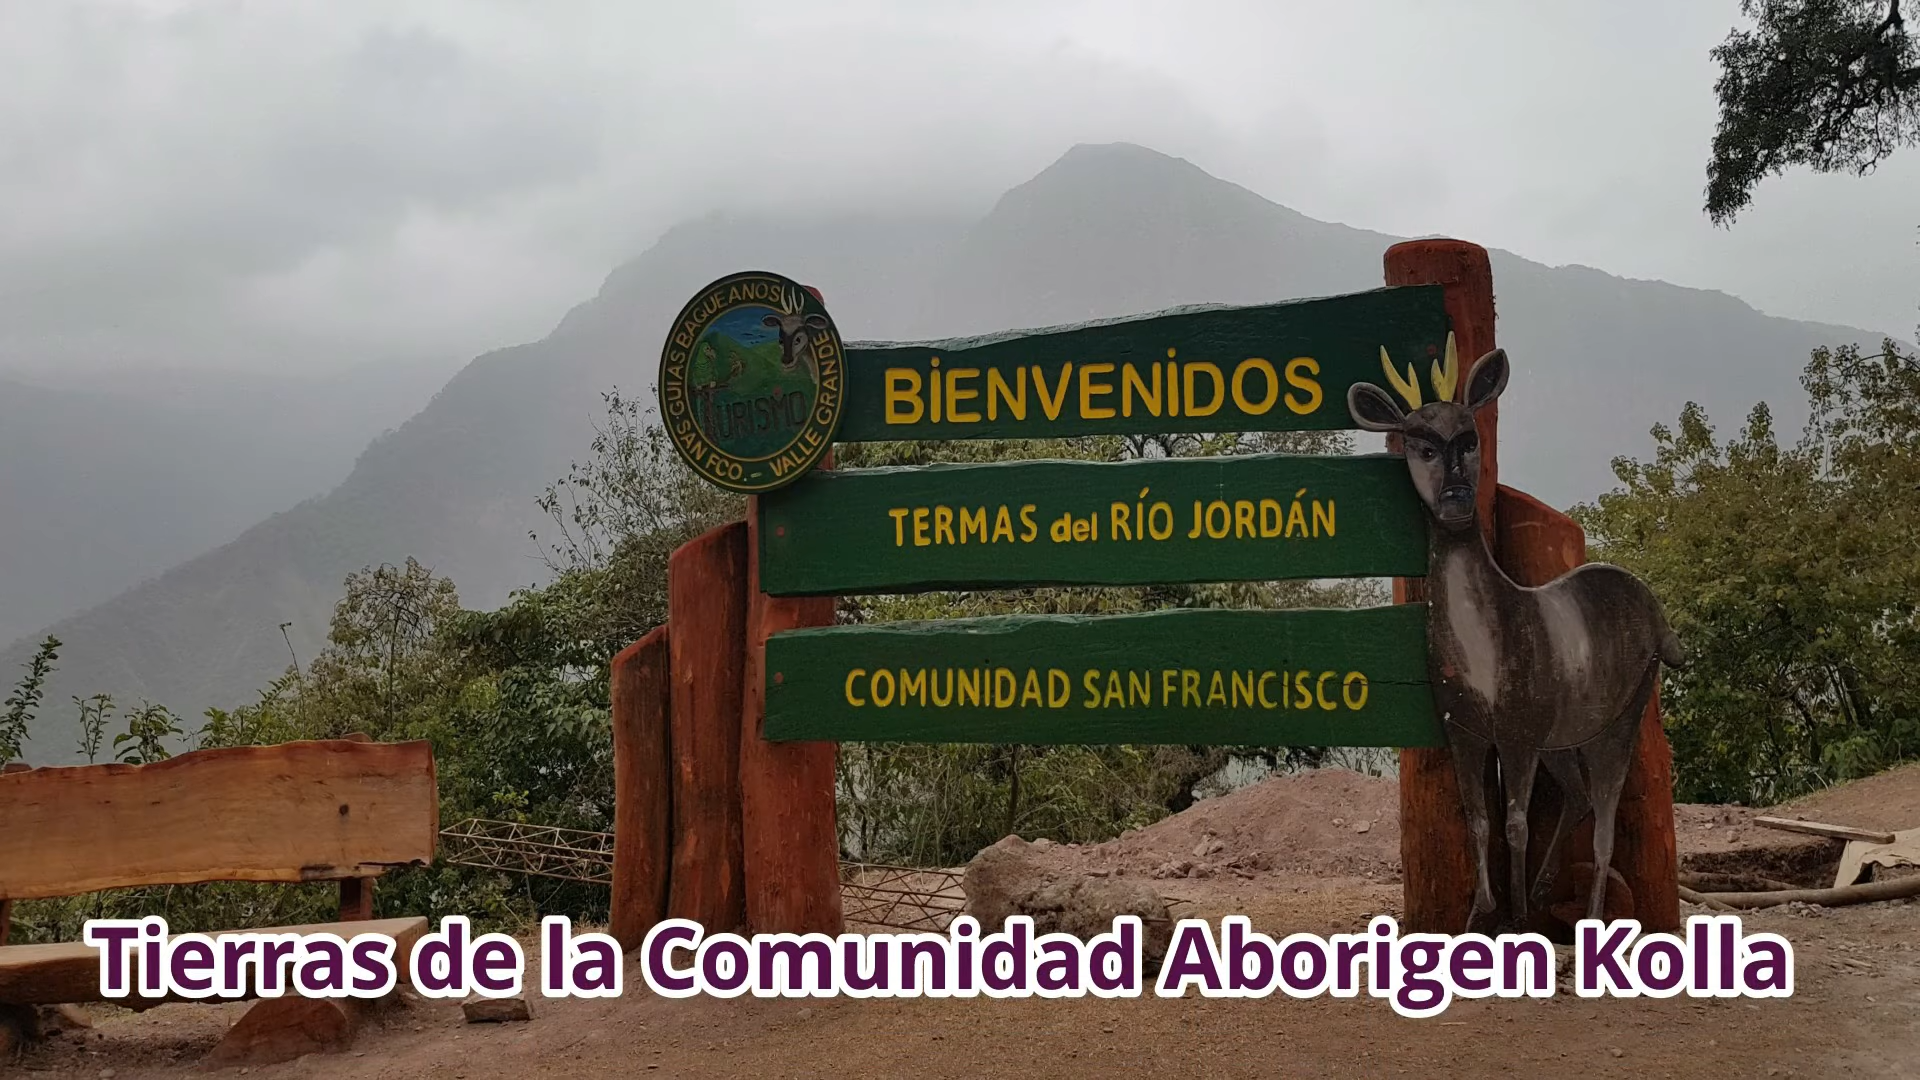 GUIAS BAQUEANOS
TURISMO
SAN FCO. - VALLE GRANDE
BiENVENiDOS
TERMAS del RÍO JORDÁN
COMUNIDAD SAN FRANCISCO
Tierras de la Comunidad Aborigen Kolla